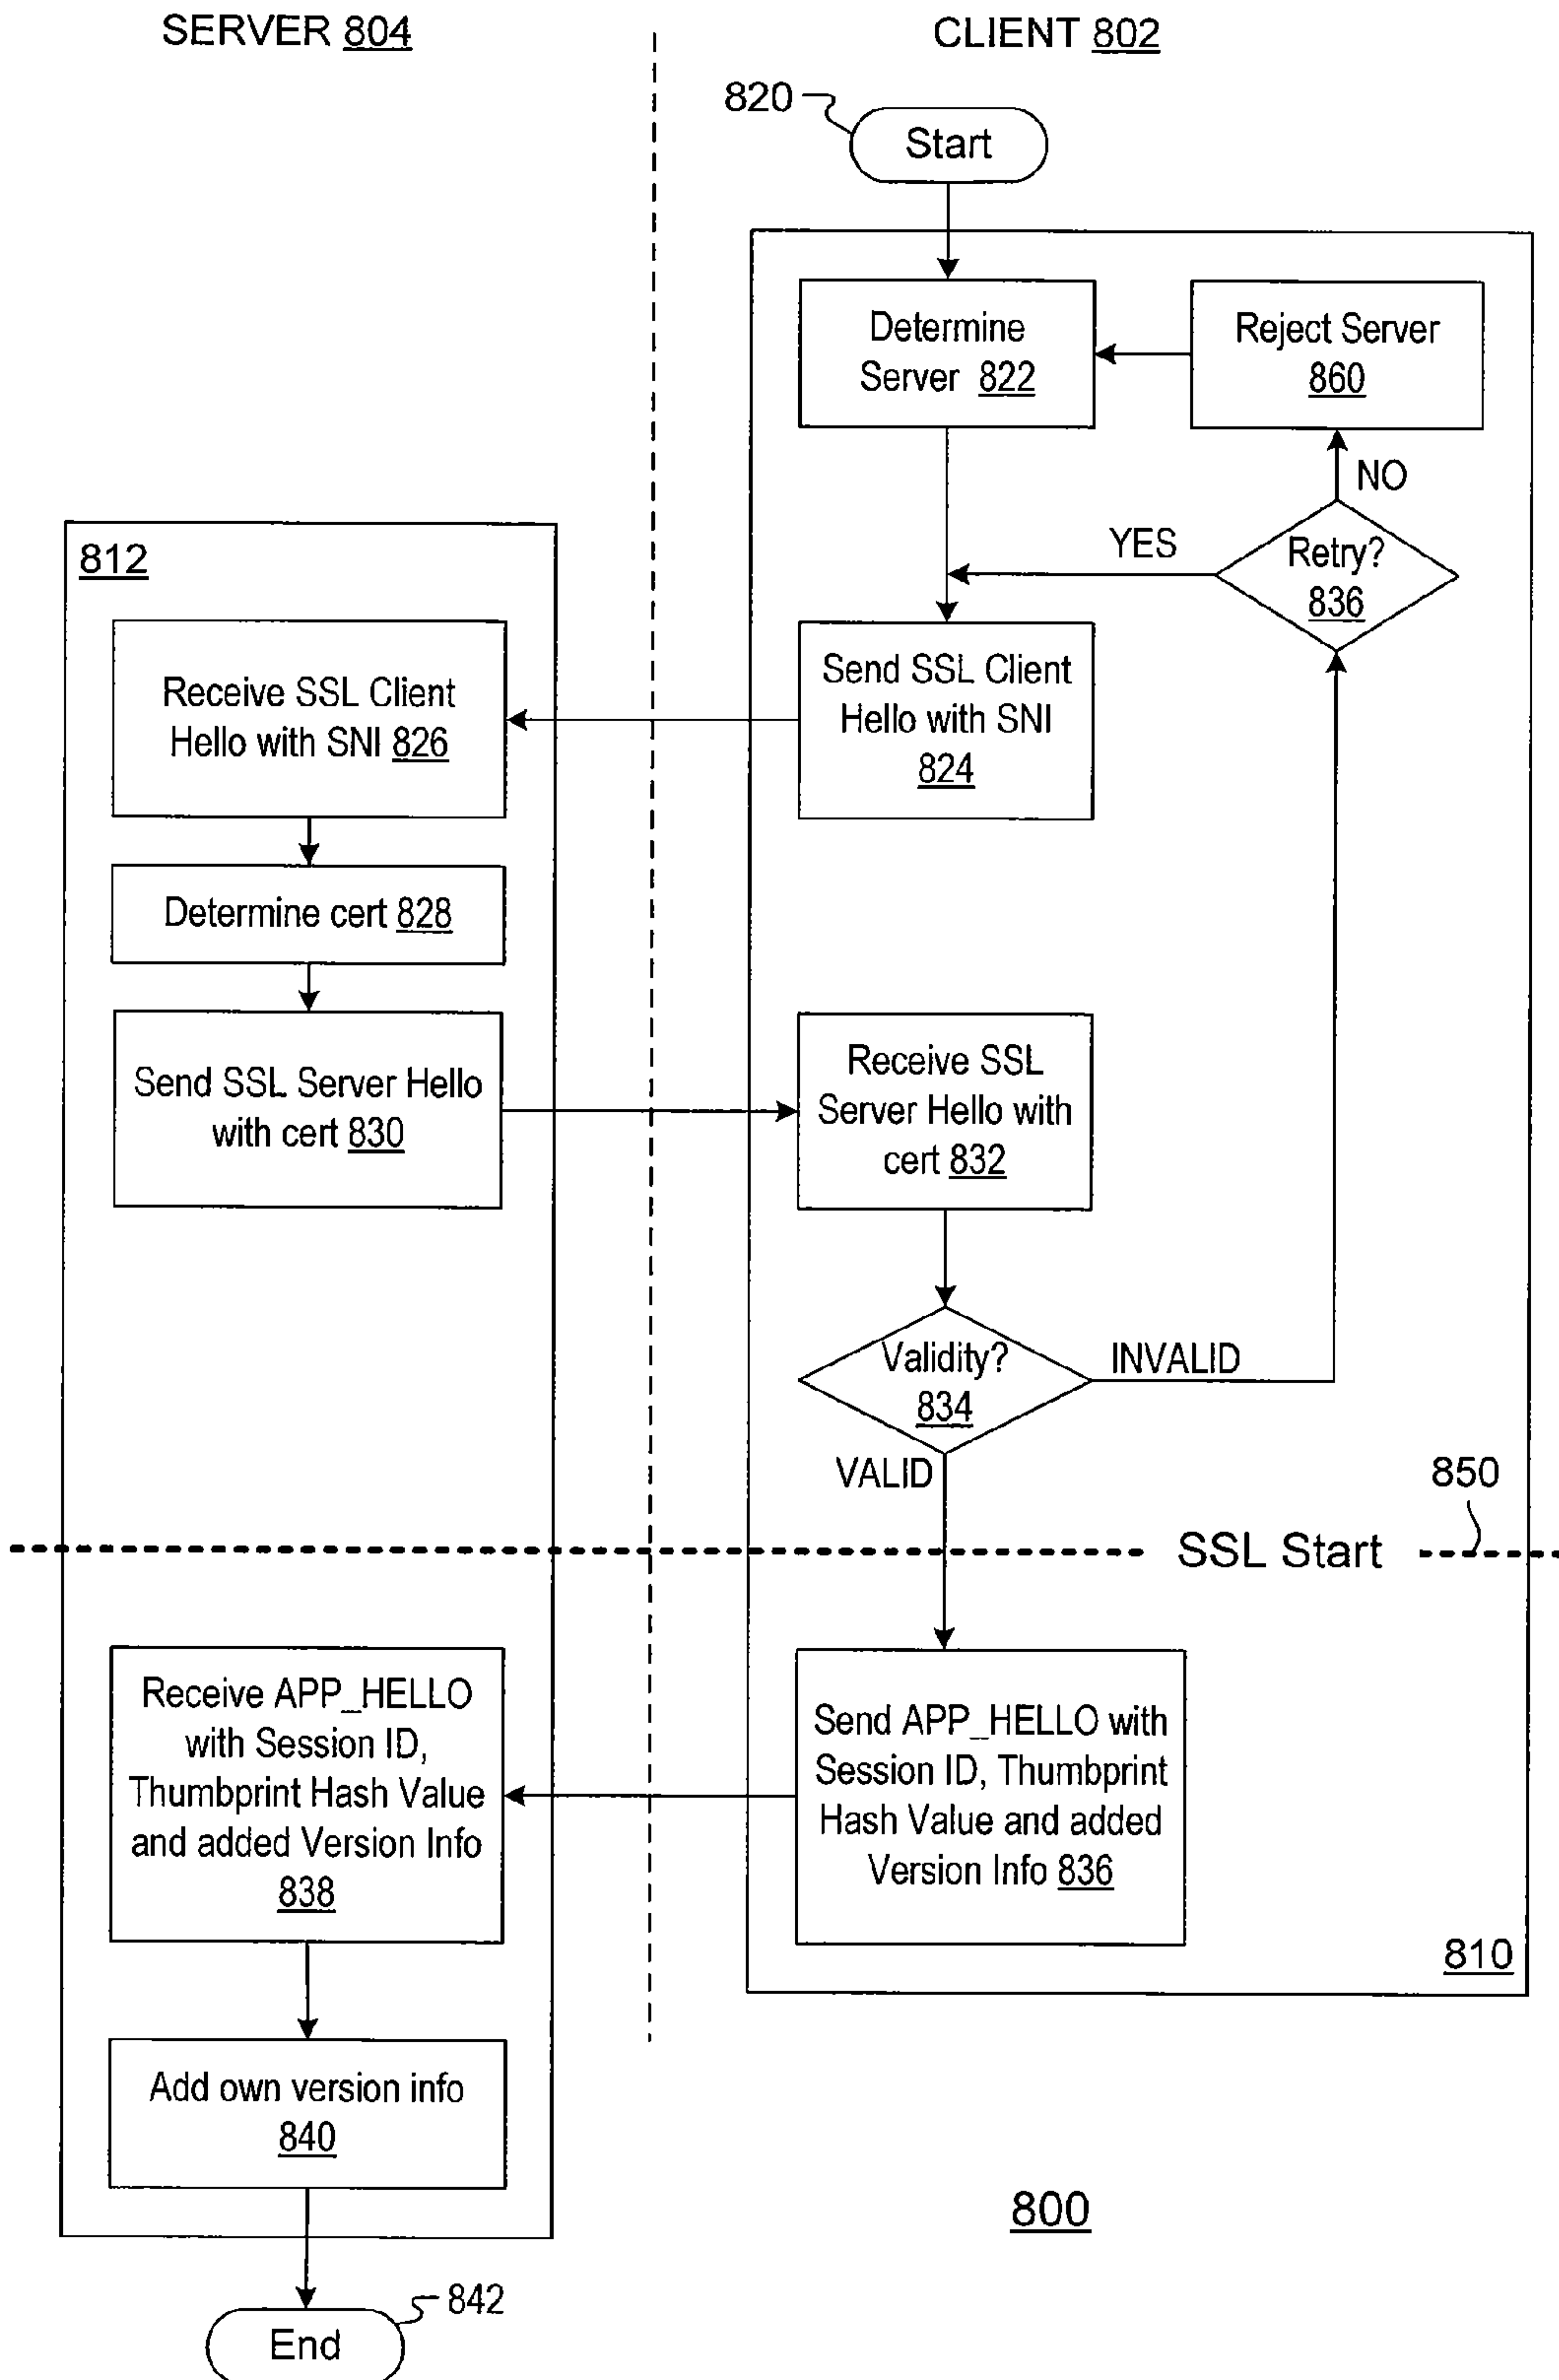 SERVER 804
CLIENT 802
820
Start
Determine
Server 822
Reject Server
860
NO
YES
Retry?
836
812
Receive SSL Client
Hello with SNI 826
Send SSL Client
Hello with SNI
824
Determine cert 828
Send SSL Server Hello
with cert 830
Receive SSL
Server Hello with
cert 832
Validity?
834
INVALID
VALID
850
SSL Start
Receive APP_HELLO
with Session ID,
Thumbprint Hash Value
and added Version Info
838
Send APP_HELLO with
Session ID, Thumbprint
Hash Value and added
Version Info 836
810
Add own version info
840
800
842
End